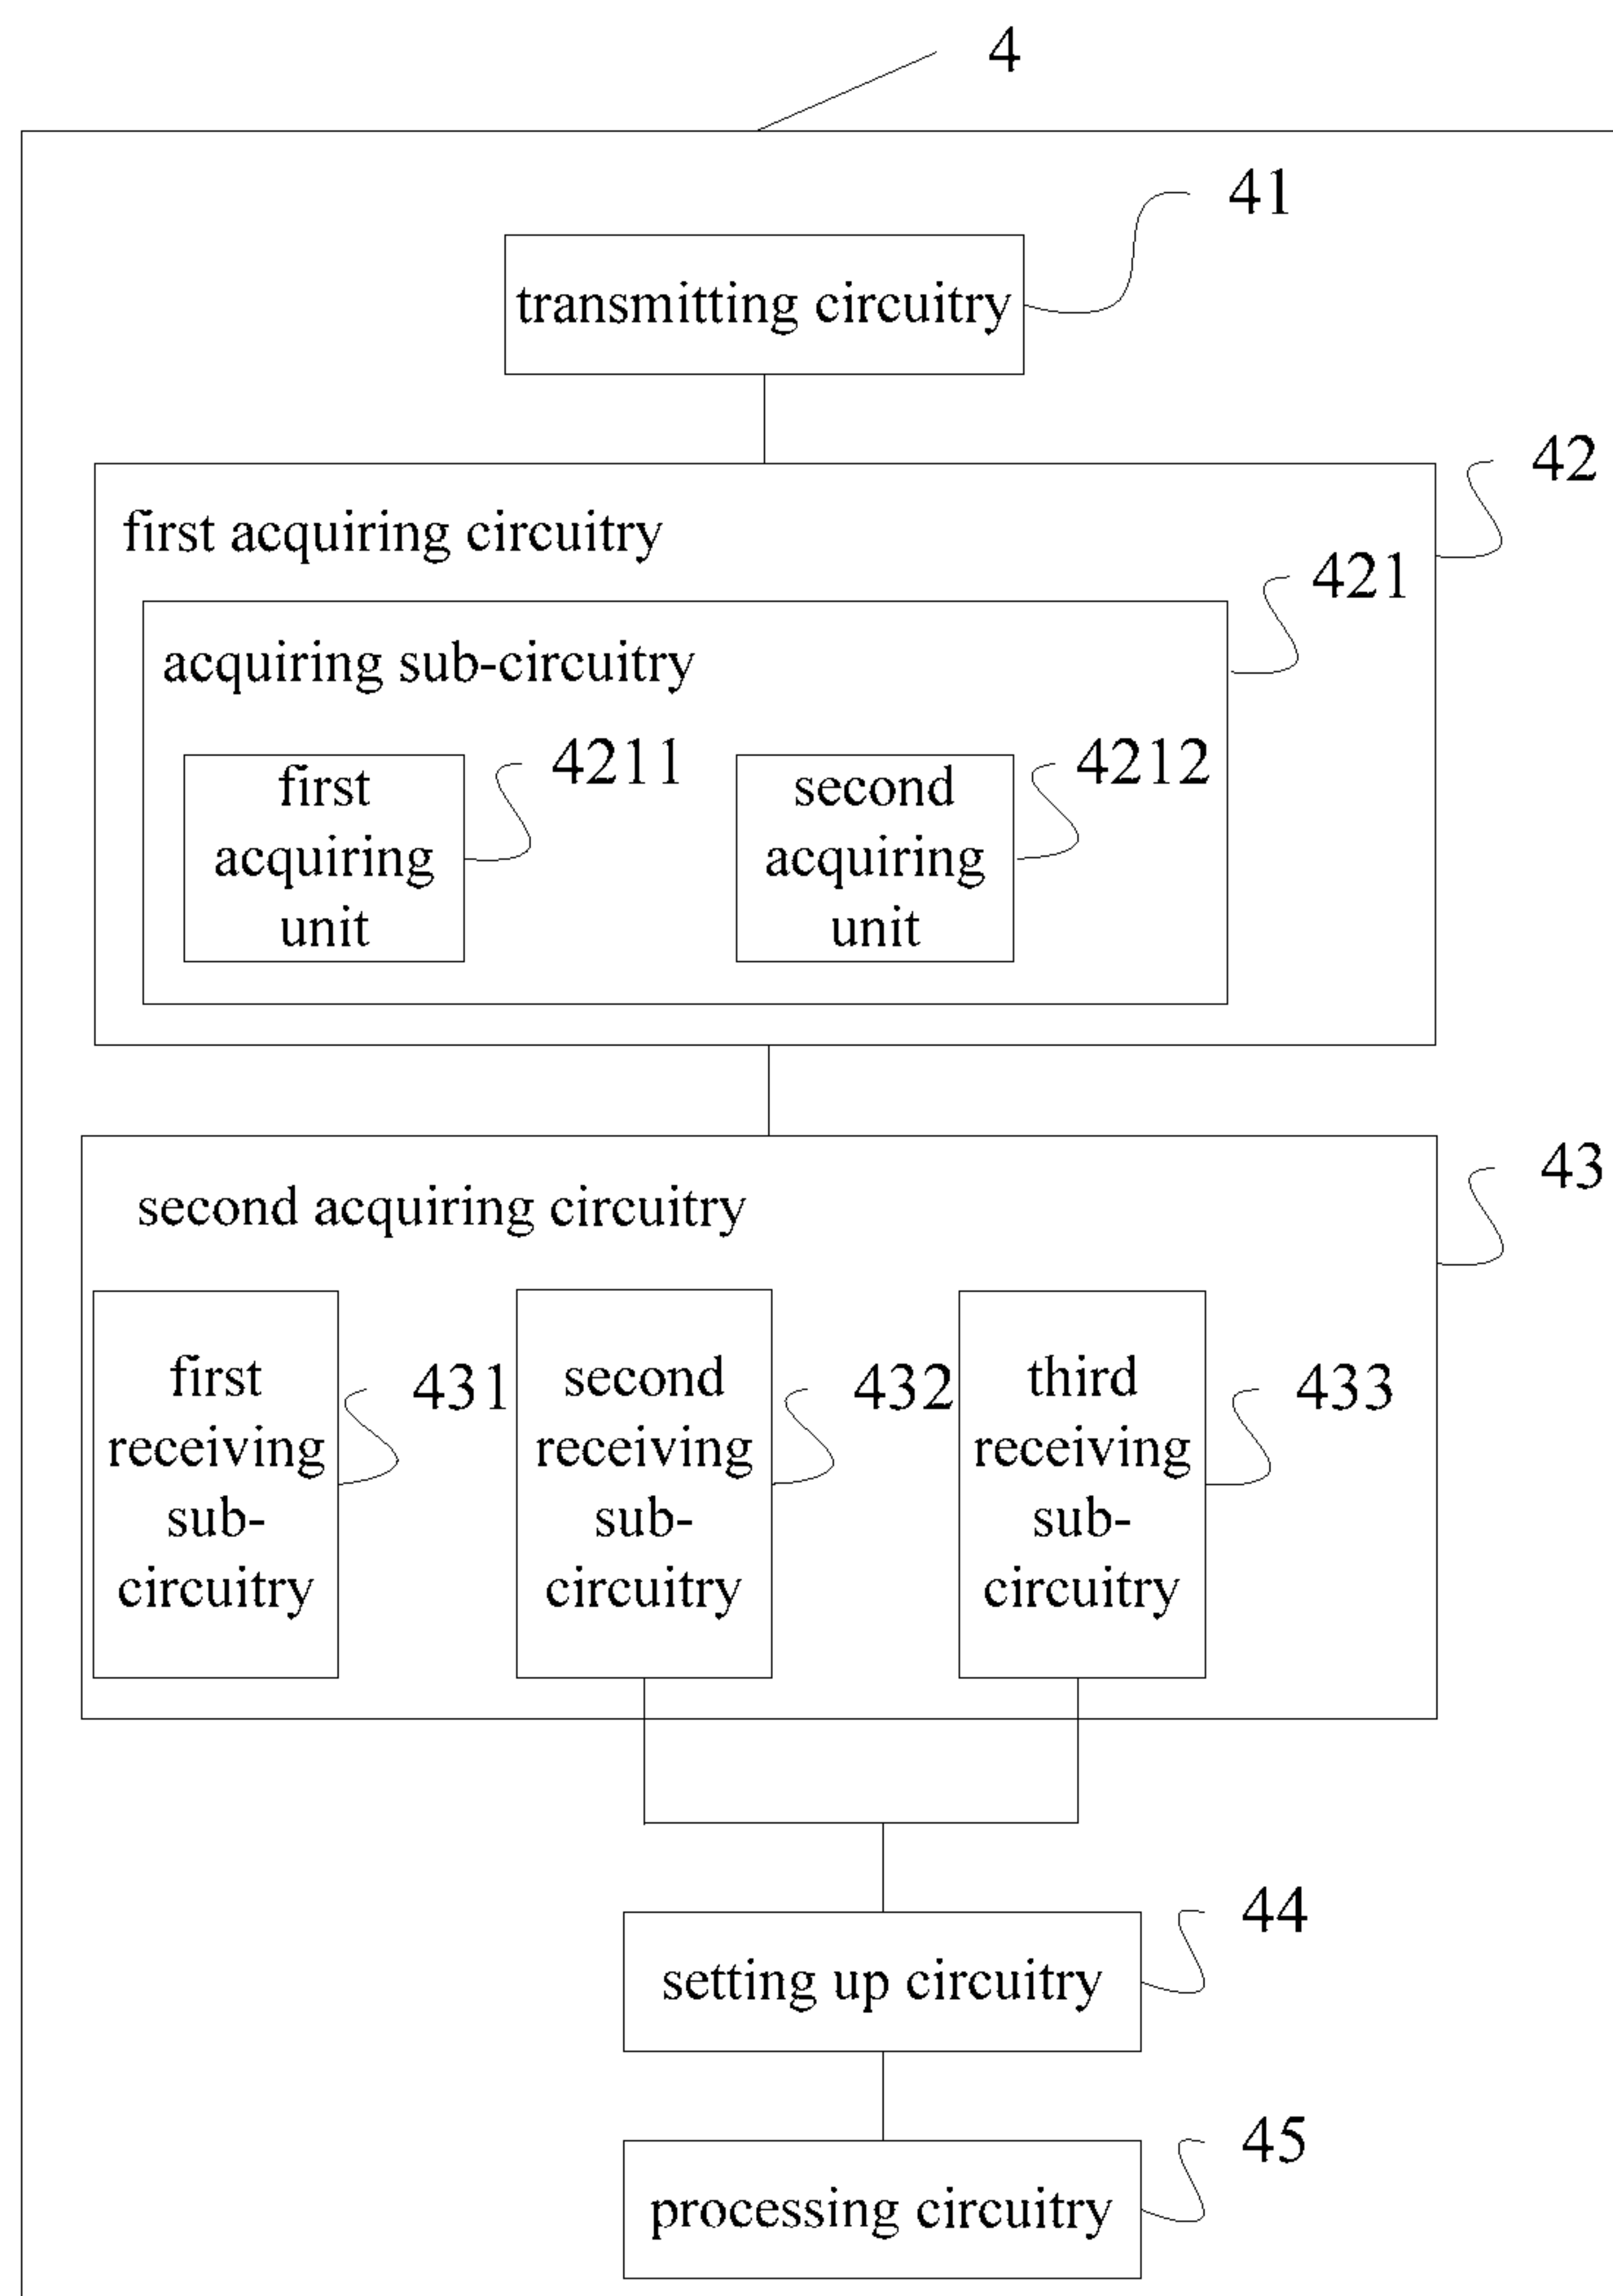 4
41
transmitting circuitry
42
first acquiring circuitry
421
acquiring sub-circuitry
first
acquiring
unit
4211
second
acquiring
unit
4212
43
second acquiring circuitry
first
receiving
sub-
circuitry
431
second
receiving
sub-
circuitry
432
third
receiving
sub-
circuitry
433
44
setting up circuitry
45
processing circuitry